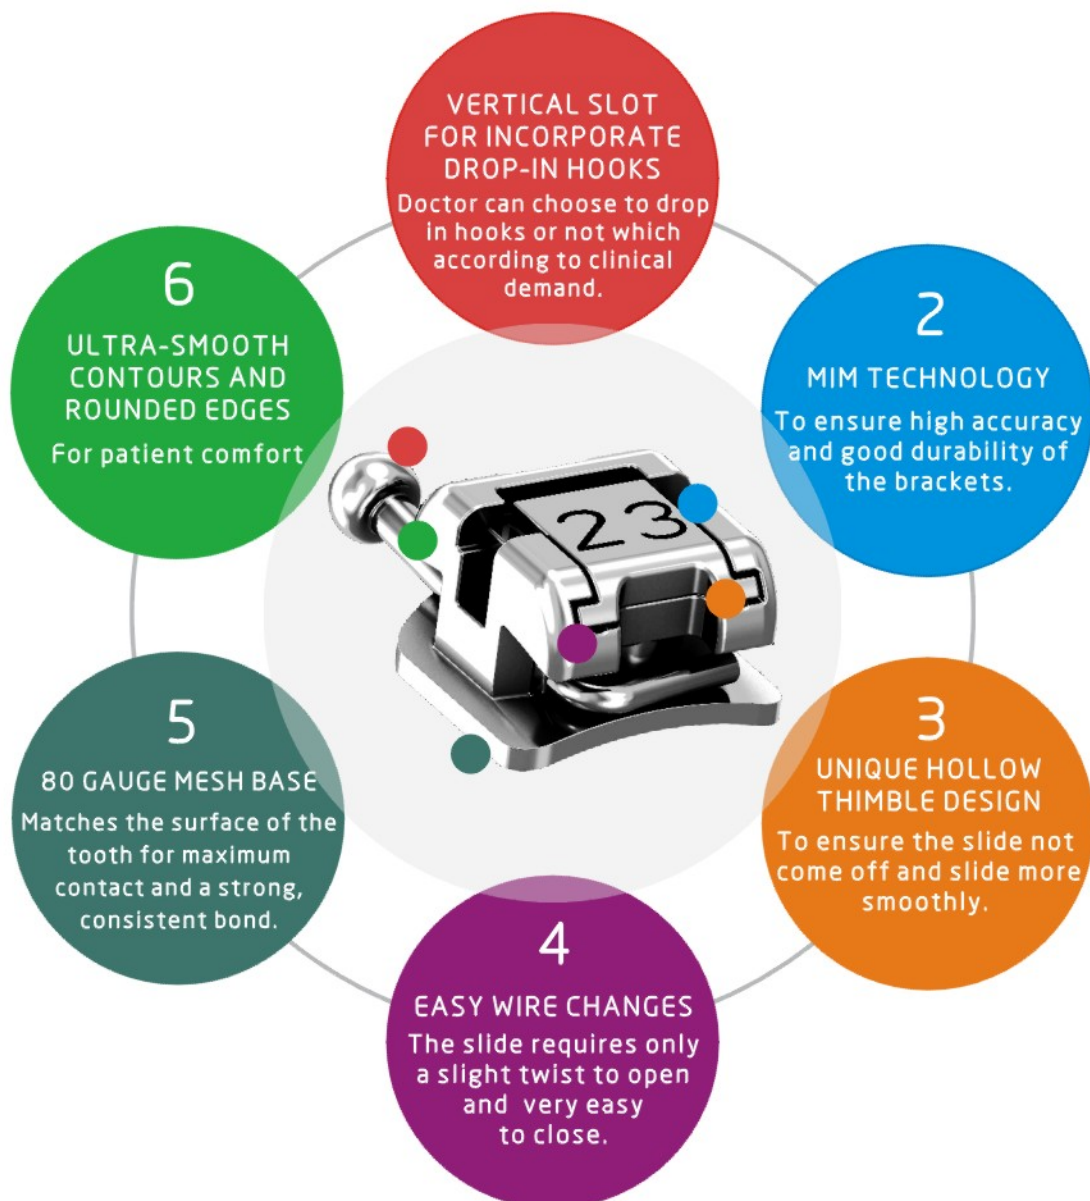 VERTICAL SLOT
FOR INCORPORATE
DROP-IN HOOKS
Doctor can choose to drop
in hooks or not which
according to clinical
demand.
2
MIM TECHNOLOGY
To ensure high accuracy
and good durability of
the brackets.
3
UNIQUE HOLLOW
THIMBLE DESIGN
To ensure the slide not
come off and slide more
smoothly.
4
EASY WIRE CHANGES
The slide requires only
a slight twist to open
and very easy
to close.
5
80 GAUGE MESH BASE
Matches the surface of the
tooth for maximum
contact and a strong,
consistent bond.
6
ULTRA-SMOOTH
CONTOURS AND
ROUNDED EDGES
For patient comfort
23